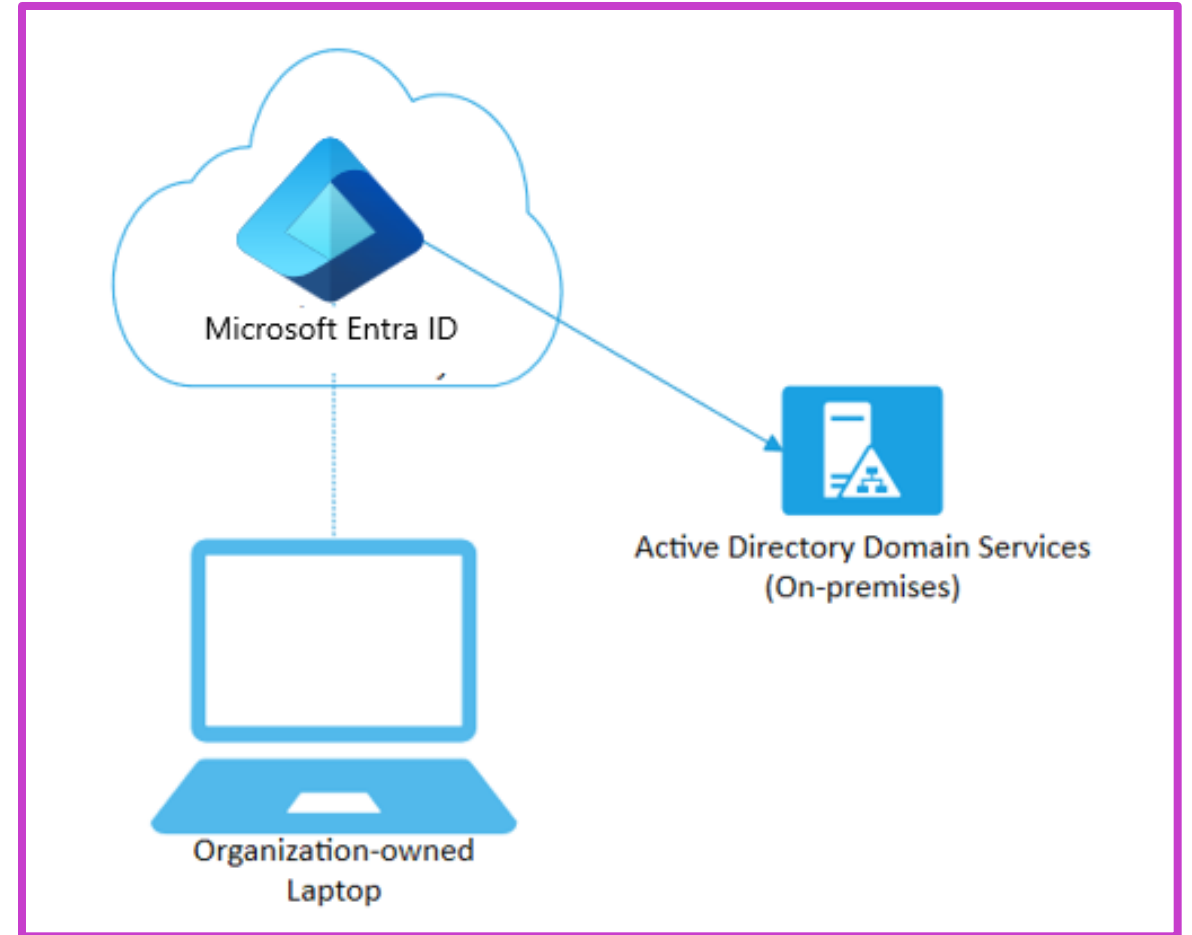 Microsoft Entra ID
Active Directory Domain Services
(On-premises)
Organization-owned
Laptop